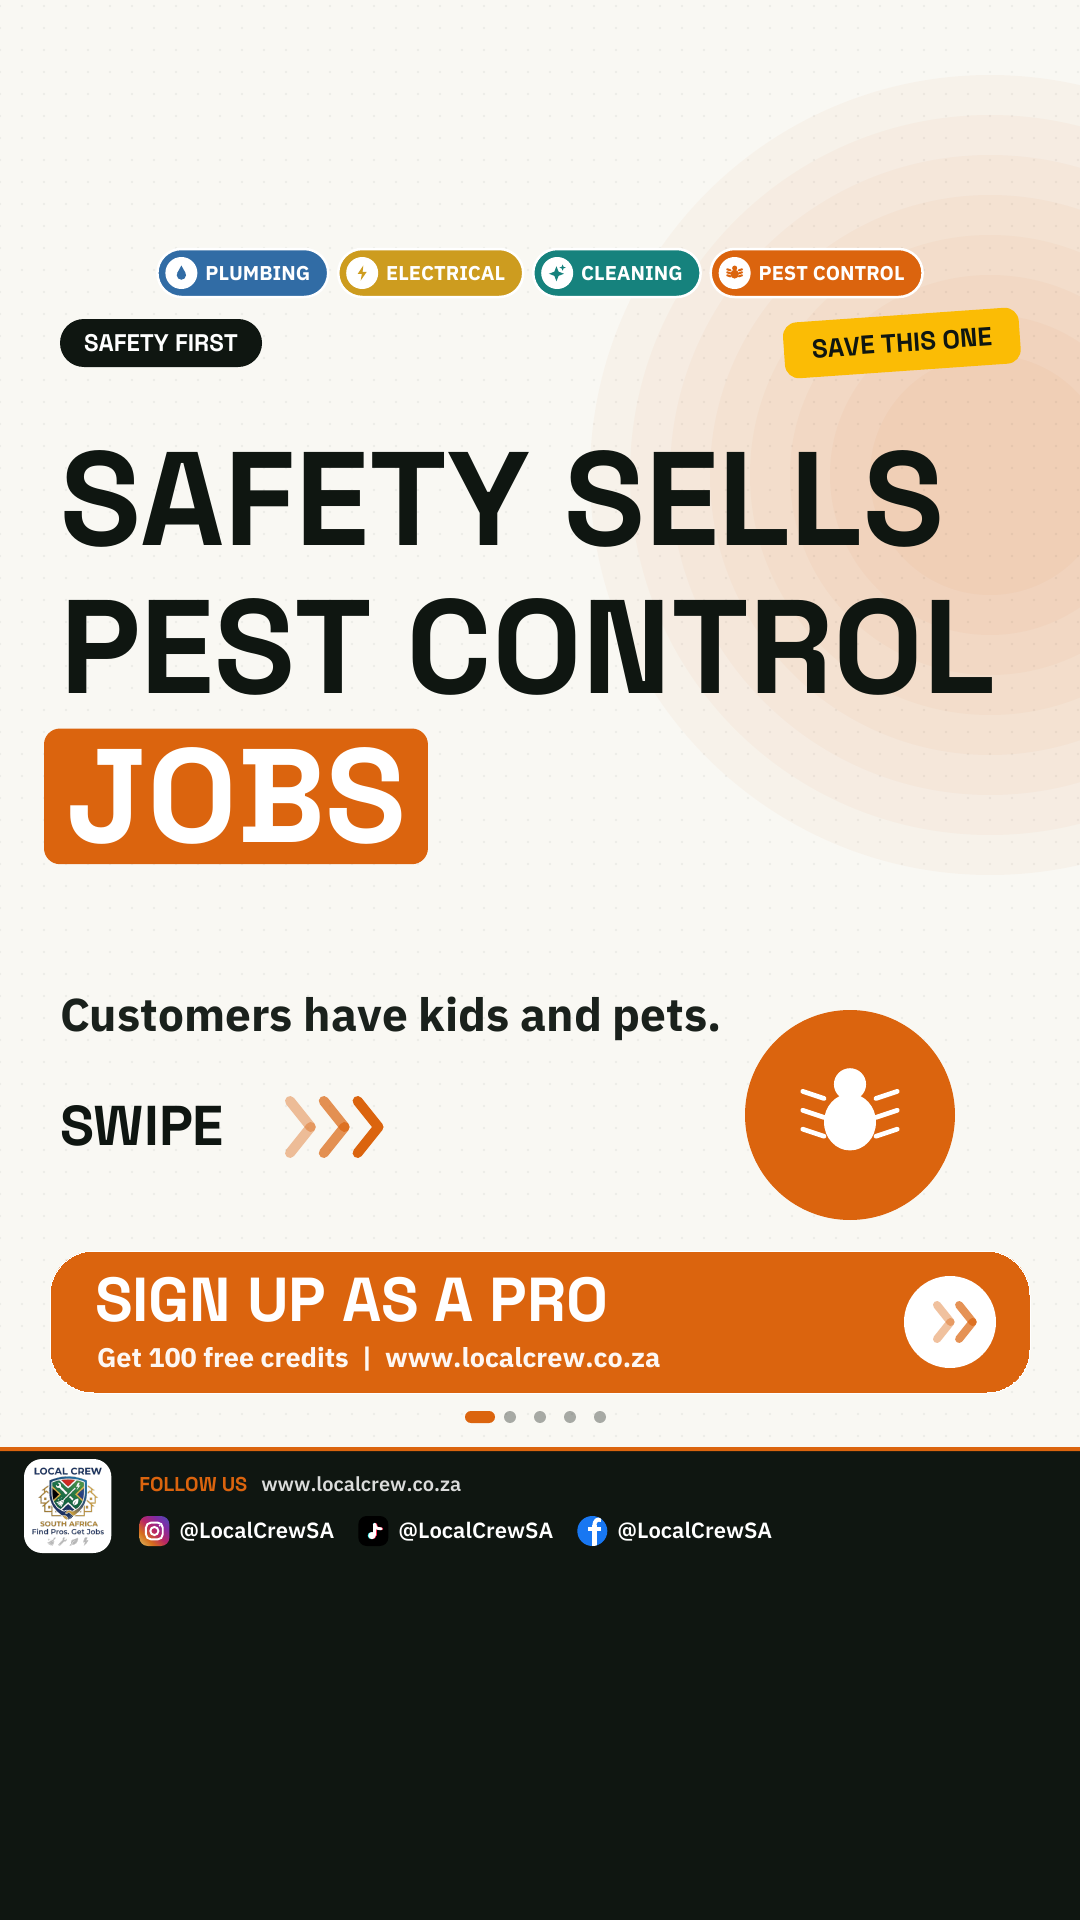 PLUMBING ELECTRICAL CLEANING PEST CONTROL
SAFETY FIRST
SAVE THIS ONE
SAFETY SELLS
PEST CONTROL
JOBS
Customers have kids and pets.
SWIPE
SIGN UP AS A PRO
Get 100 free credits | www.localcrew.co.za
LOCAL CREW
SOUTH AFRICA
Find Pros. Get Jobs
FOLLOW US www.localcrew.co.za
@LocalCrewSA @LocalCrewSA @LocalCrewSA